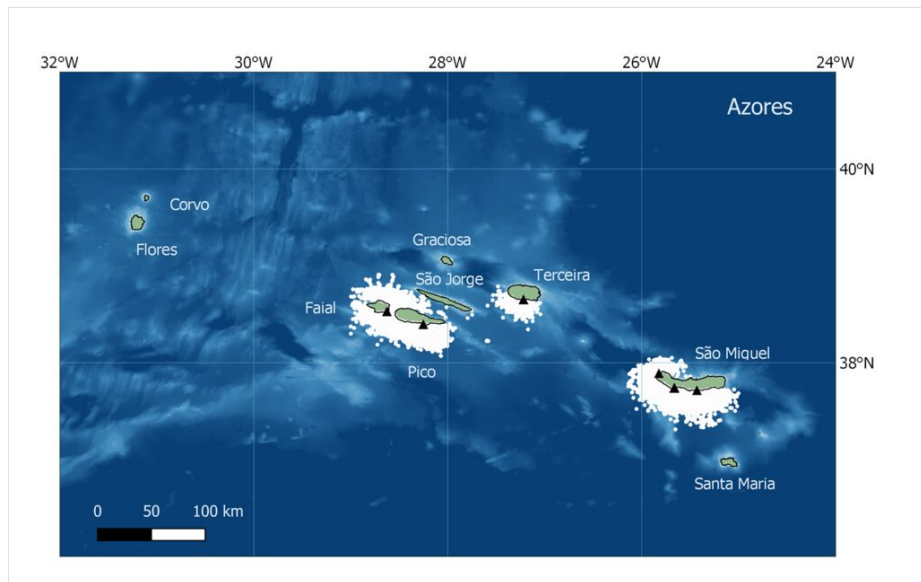 32°W 30°W 28°W 26°W 24°W
Azores
40°N
Corvo
Flores
Graciosa
São Jorge
Terceira
Faial
São Miquel
38°N
Pico
Santa Maria
0 50 100 km